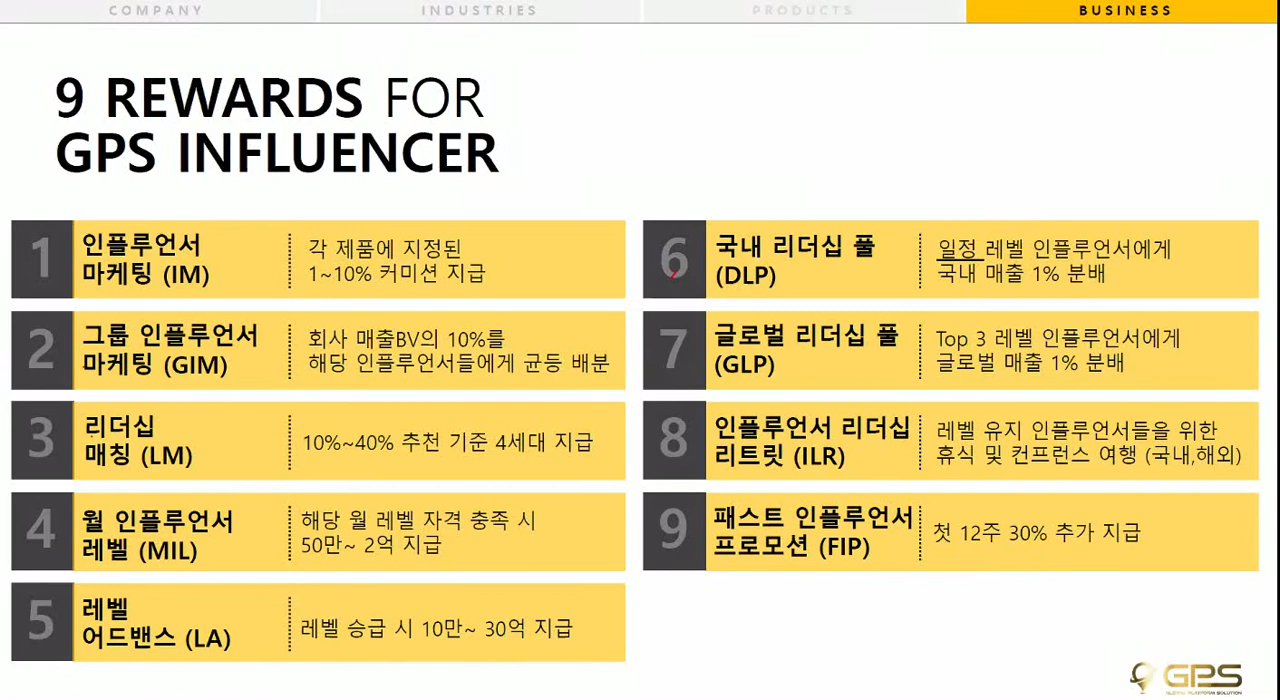 COMPANY
INDUSTRIES
PRODUCTS
BUSINESS
9 REWARDS FOR
GPS INFLUENCER
1
인플루언서
마케팅 (IM)
각 제품에 지정된
1~10% 커미션 지급
2
그룹 인플루언서
마케팅 (GIM)
회사 매출BV의 10%를
해당 인플루언서들에게 균등 배분
3
리더십
매칭 (LM)
10%~40% 추천 기준 4세대 지급
4
월 인플루언서
레벨 (MIL)
해당 월 레벨 자격 충족 시
50만~ 2억 지급
5
레벨
어드밴스 (LA)
레벨 승급 시 10만~ 30억 지급
6
국내 리더십 풀
(DLP)
일정 레벨 인플루언서에게
국내 매출 1% 분배
7
글로벌 리더십 풀
(GLP)
Top 3 레벨 인플루언서에게
글로벌 매출 1% 분배
8
인플루언서 리더십
리트릿 (ILR)
레벨 유지 인플루언서들을 위한
휴식 및 컨프런스 여행 (국내,해외)
9
패스트 인플루언서
프로모션 (FIP)
첫 12주 30% 추가 지급
GPS
GLOBAL PLATFORM SOLUTION